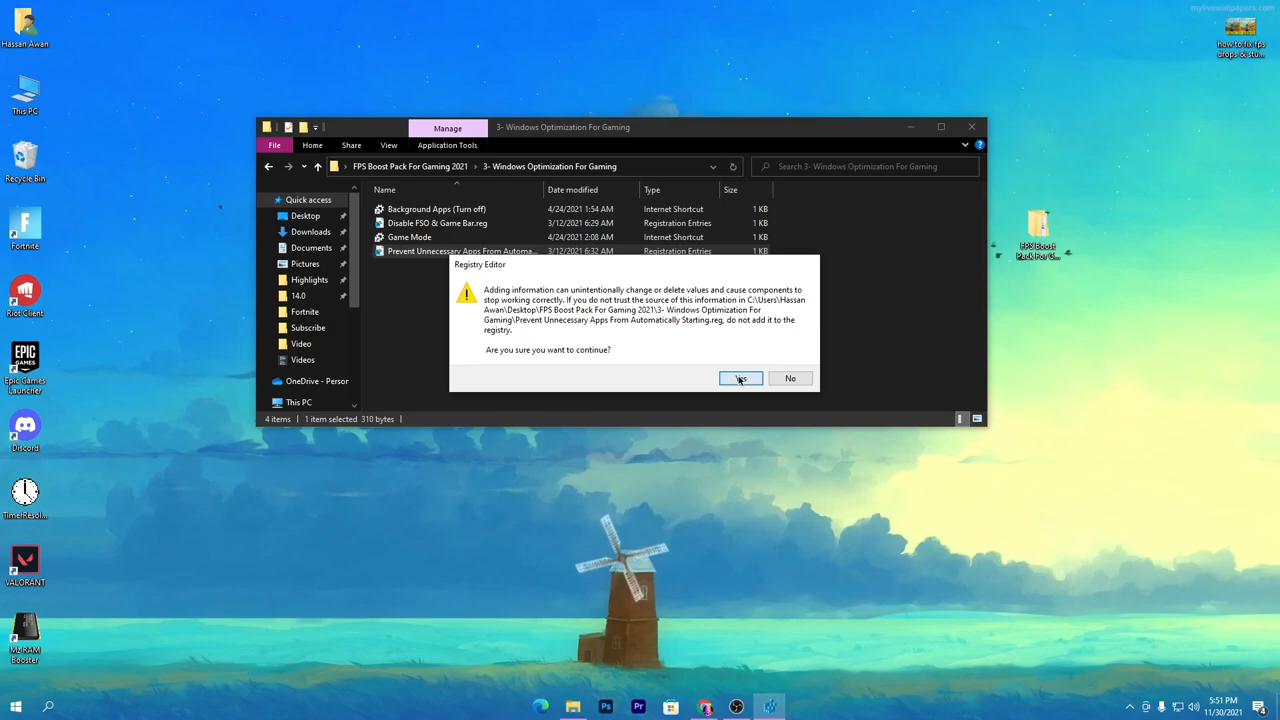 mylivewallpapers.com
Hassan Awan
This PC
Recycle Bin
Fortnite
Riot Client
Epic Games
Launcher
Discord
TimerResol...
VALORANT
Mz RAM
Booster
how to fix fps
drops & stu...
FPS Boost
Pack For G...
Manage
3- Windows Optimization For Gaming
File
Home
Share
View
Application Tools
FPS Boost Pack For Gaming 2021
3- Windows Optimization For Gaming
Search 3- Windows Optimization For Gaming
Name
Date modified
Type
Size
Quick access
Desktop
Downloads
Documents
Pictures
Highlights
14.0
Fortnite
Subscribe
Video
Videos
OneDrive - Person
This PC
Background Apps (Turn off) 4/24/2021 1:54 AM Internet Shortcut 1 KB
Disable FSO & Game Bar.reg 3/12/2021 6:29 AM Registration Entries 1 KB
Game Mode 4/24/2021 2:08 AM Internet Shortcut 1 KB
Prevent Unnecessary Apps From Automa... 3/12/2021 6:32 AM Registration Entries 1 KB
Registry Editor
Adding information can unintentionally change or delete values and cause components to
stop working correctly. If you do not trust the source of this information in C:\Users\Hassan
Awan\Desktop\FPS Boost Pack For Gaming 2021\3- Windows Optimization For
Gaming\Prevent Unnecessary Apps From Automatically Starting.reg, do not add it to the
registry.
Are you sure you want to continue?
Yes
No
4 items
1 item selected 310 bytes
Ps
Pr
5:51 PM
11/30/2021
4